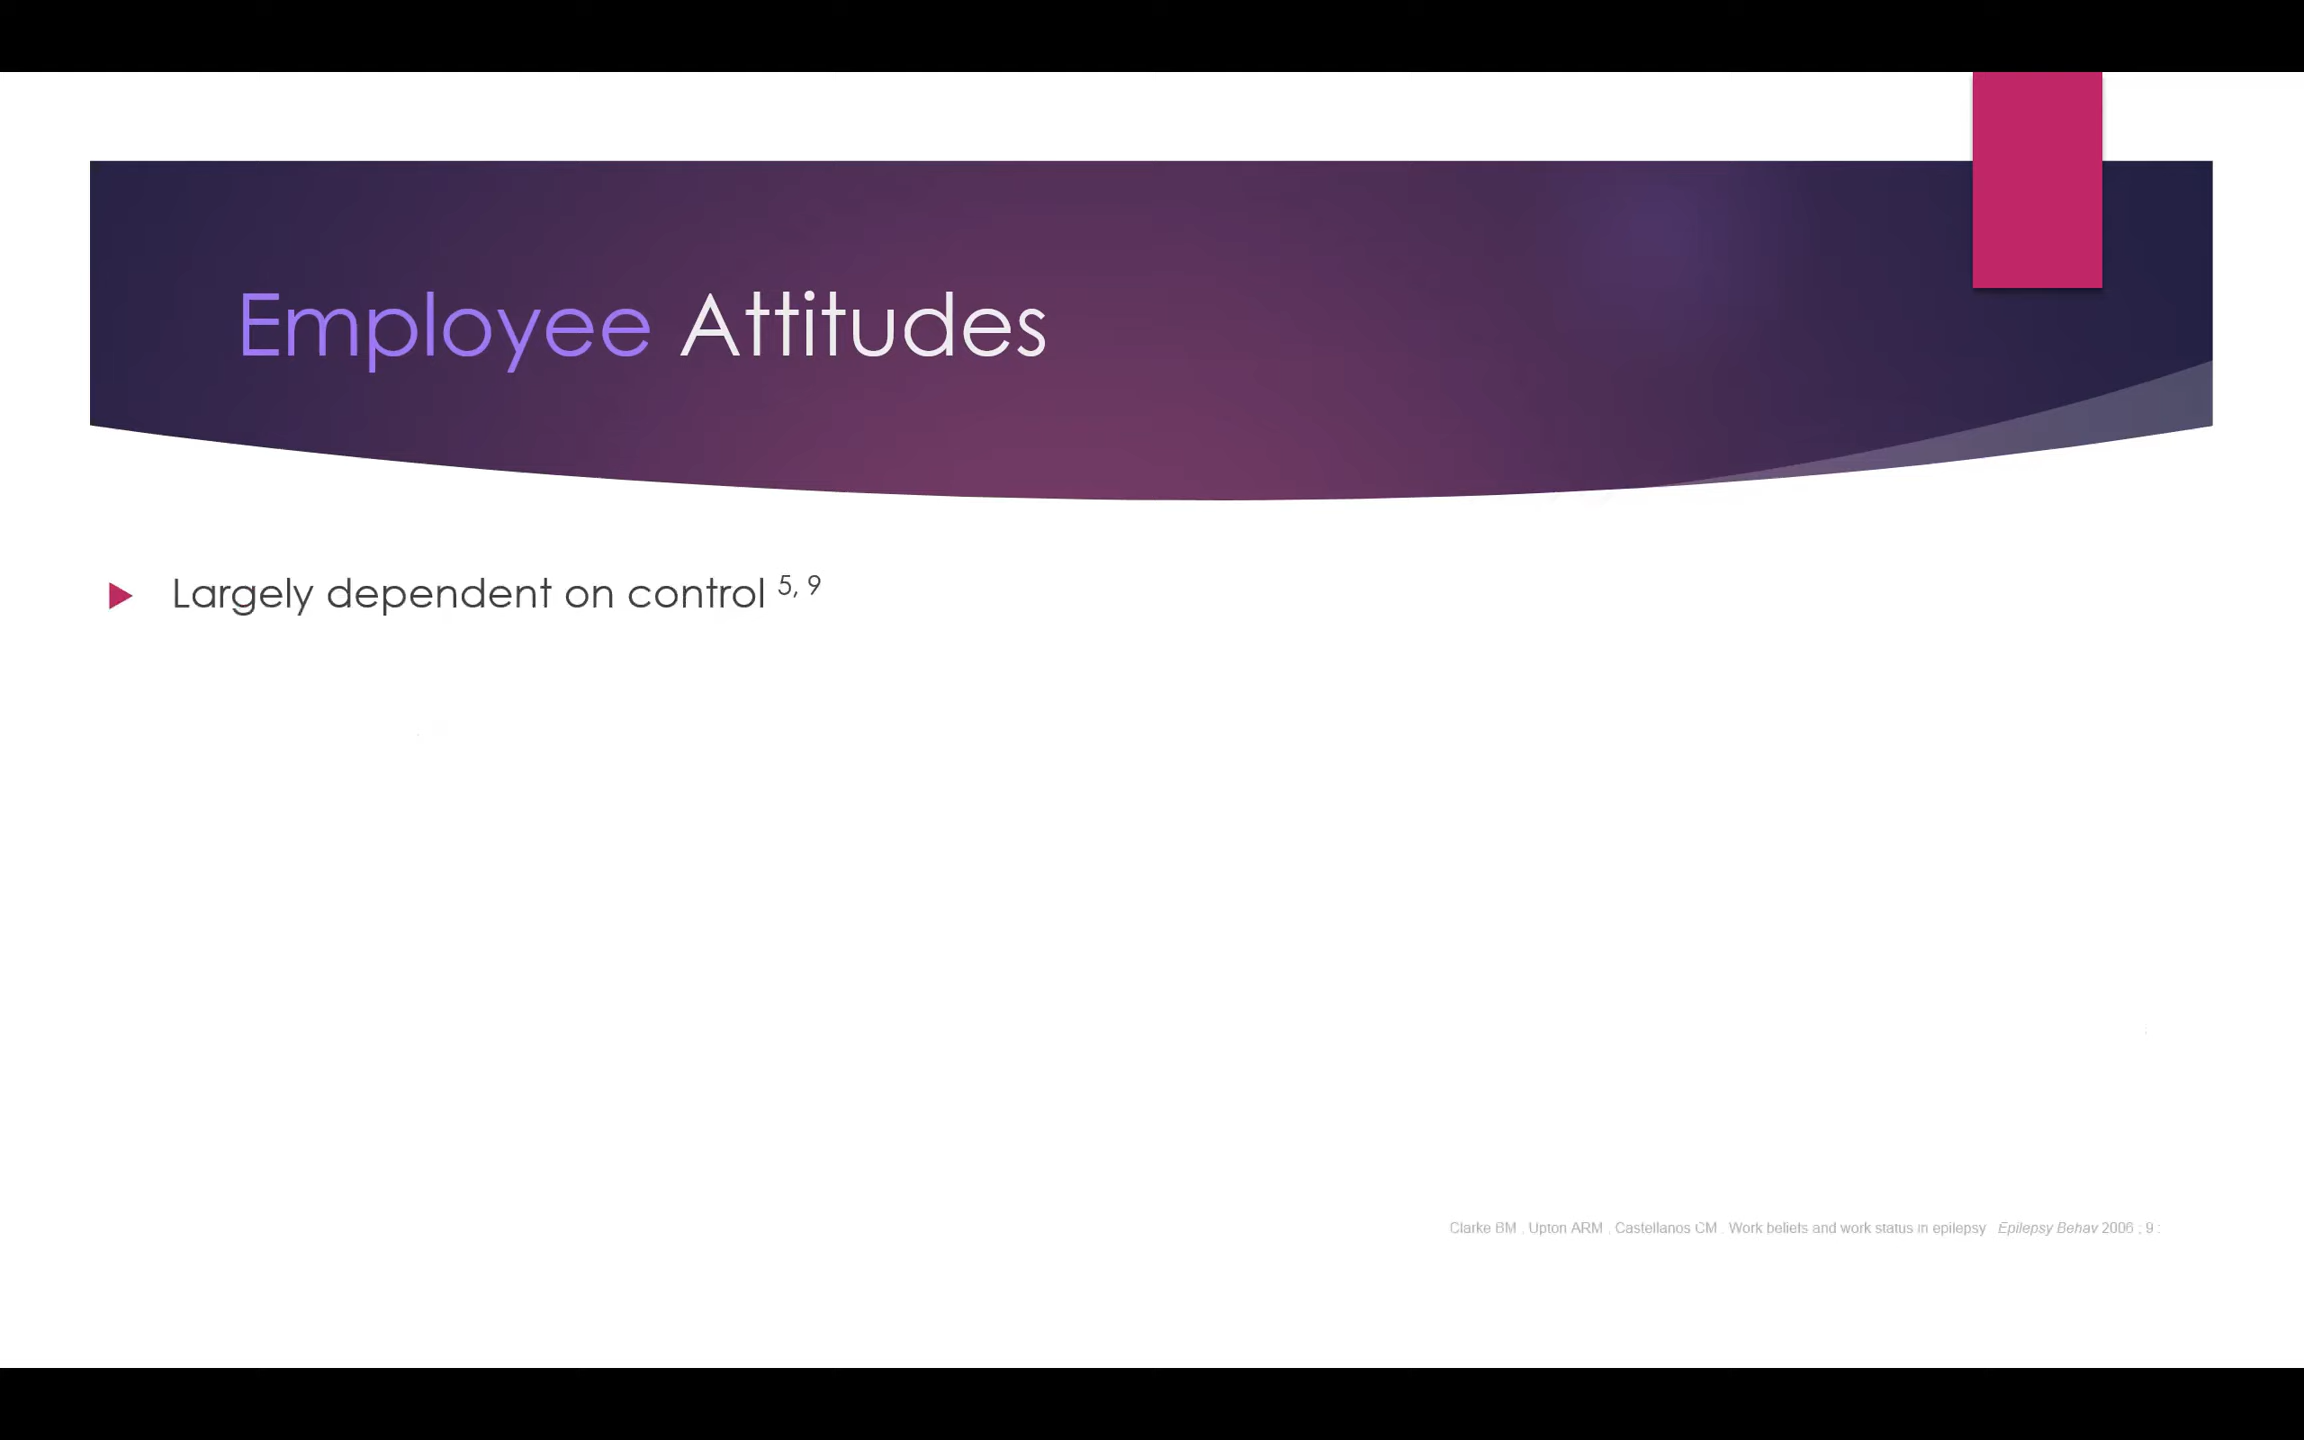 Employee Attitudes
Largely dependent on control 5, 9
Clarke BM , Upton ARM , Castellanos CM . Work beliefs and work status in epilepsy Epilepsy Behav 2006 ; 9 :